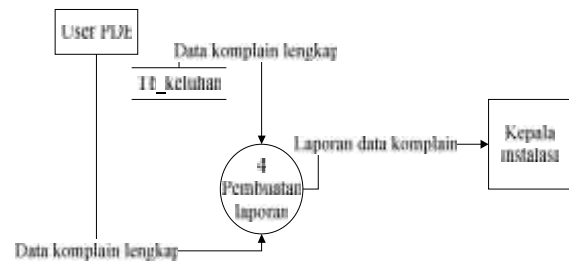 User PDE
Data komplain lengkap
Tb_keluhan
Laporan data komplain
Kepala
instalasi
4
Pembuatan
laporan
Data komplain lengkap